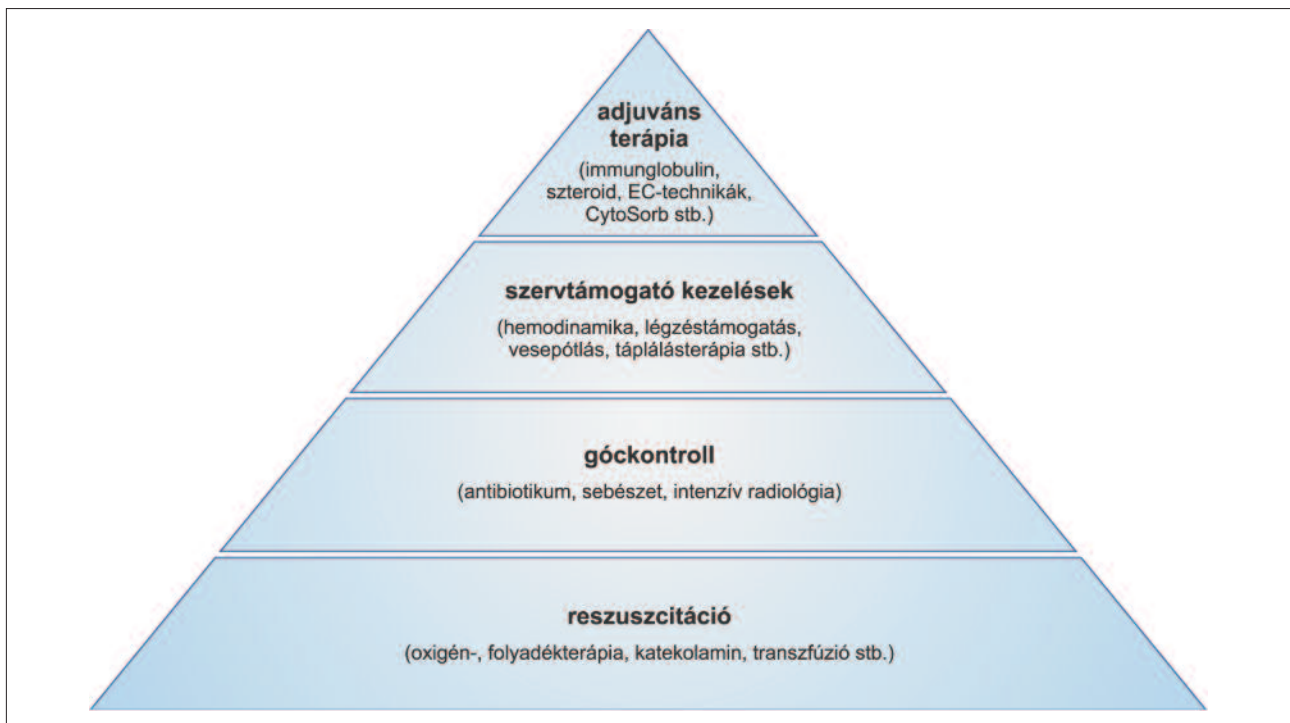 adjuváns
terápia
(immunglobulin,
szteroid, EC-technikák,
CytoSorb stb.)
szervtámogató kezelések
(hemodinamika, légzéstámogatás,
vesepótlás, táplálásterápia stb.)
góckontroll
(antibiotikum, sebészet, intenzív radiológia)
reszuszcitáció
(oxigén-, folyadékterápia, katekolamin, transzfúzió stb.)